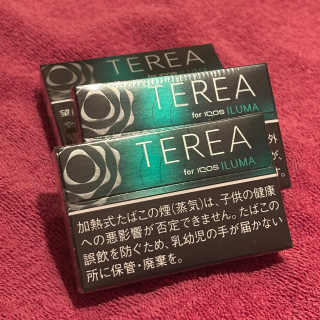 TEREA
TEREA
for IQOS ILUMA
外
が、
TEREA
for IQOS ILUMA
加熱式たばこの煙(蒸気)は、子供の健康
への悪影響が否定できません。たばこの
誤飲を防ぐため、乳幼児の手が届かない
所に保管・廃棄を。